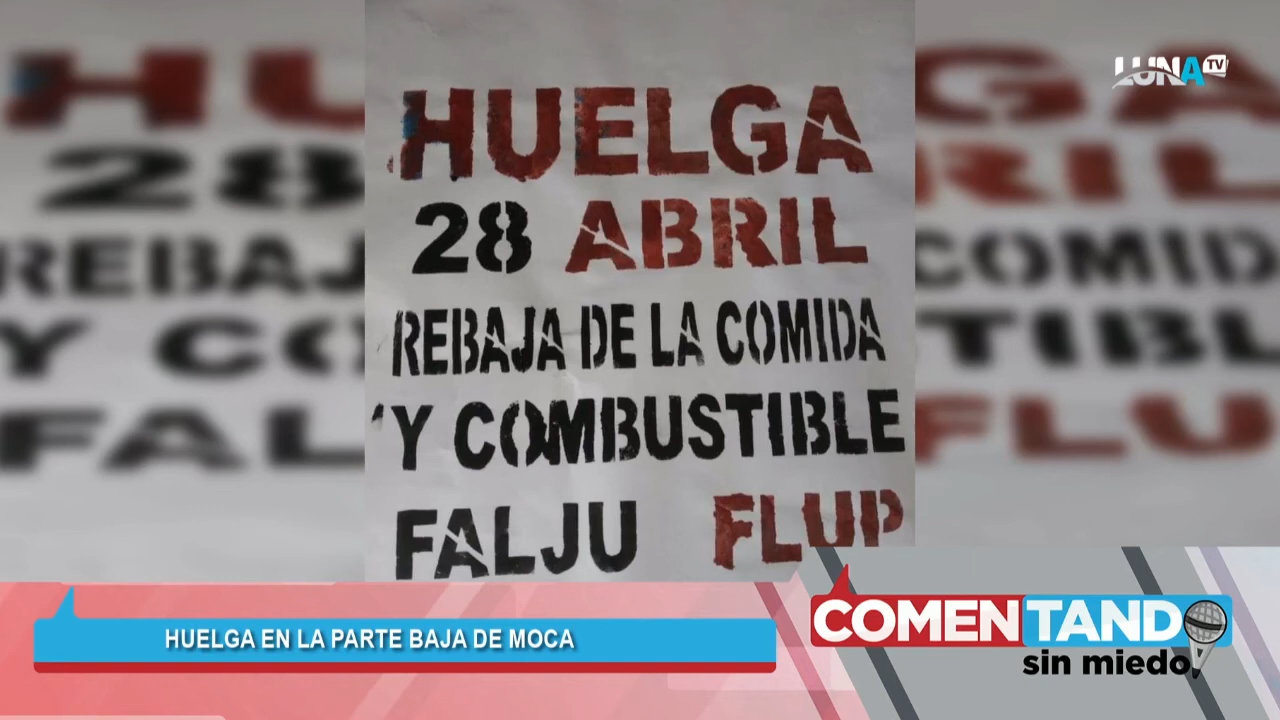 LUNA TV
HUELGA
28 ABRIL
REBAJA DE LA COMIDA
Y COMBUSTIBLE
FALJU FLUP
HUELGA EN LA PARTE BAJA DE MOCA
COMENTANDO
sin miedo